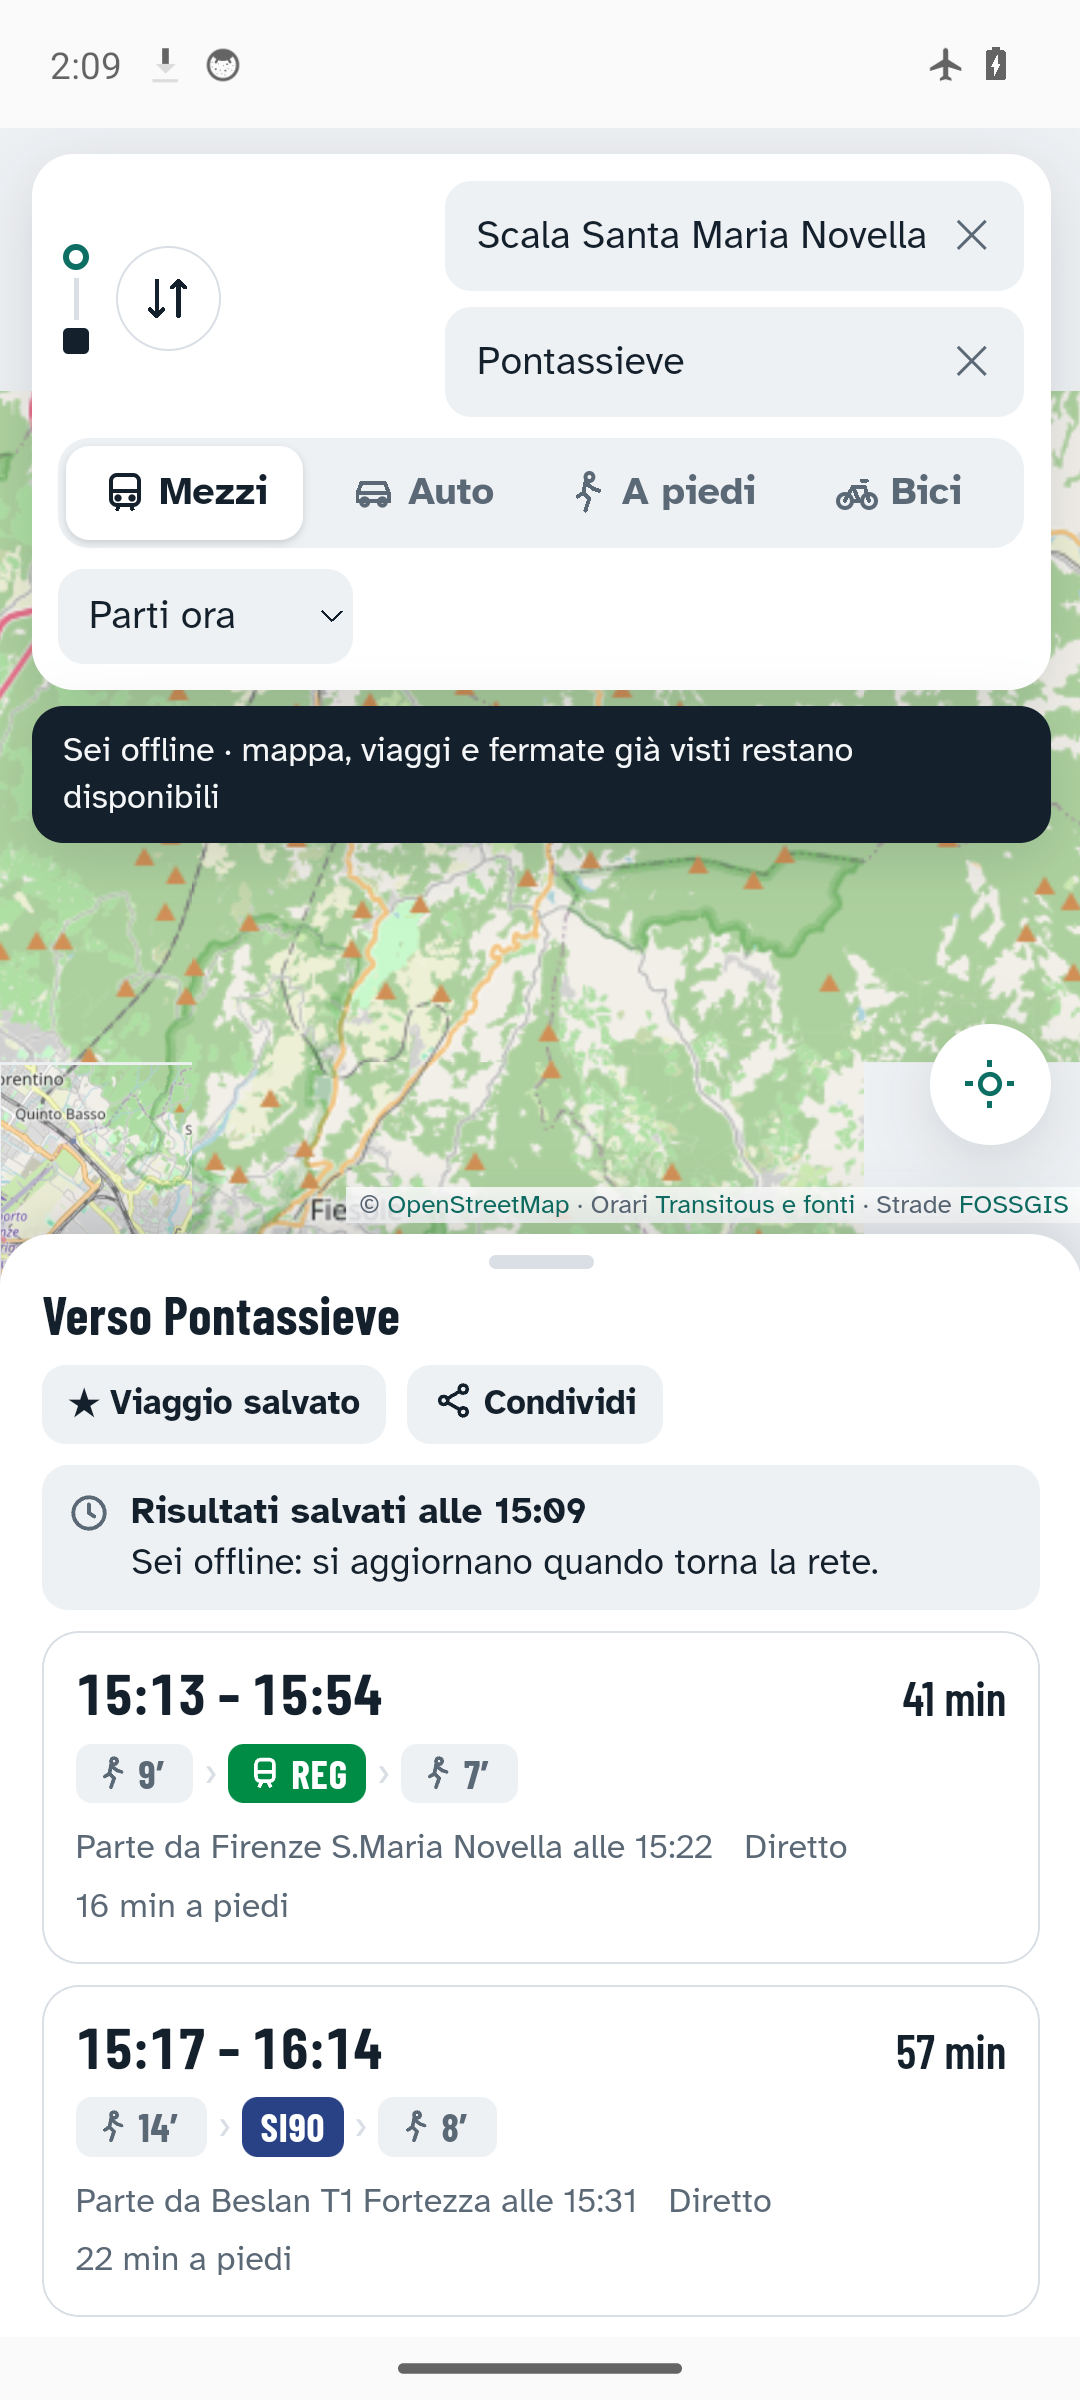 2:09
Scala Santa Maria Novella
Pontassieve
Mezzi
Auto
A piedi
Bici
Parti ora
Sei offline · mappa, viaggi e fermate già visti restano
disponibili
orentino
Quinto Basso
© OpenStreetMap · Orari Transitous e fonti · Strade FOSSGIS
Verso Pontassieve
★ Viaggio salvato
Condividi
Risultati salvati alle 15:09
Sei offline: si aggiornano quando torna la rete.
15:13 – 15:54
41 min
9′ › REG › 7′
Parte da Firenze S.Maria Novella alle 15:22 Diretto
16 min a piedi
15:17 – 16:14
57 min
14′ › SI90 › 8′
Parte da Beslan T1 Fortezza alle 15:31 Diretto
22 min a piedi